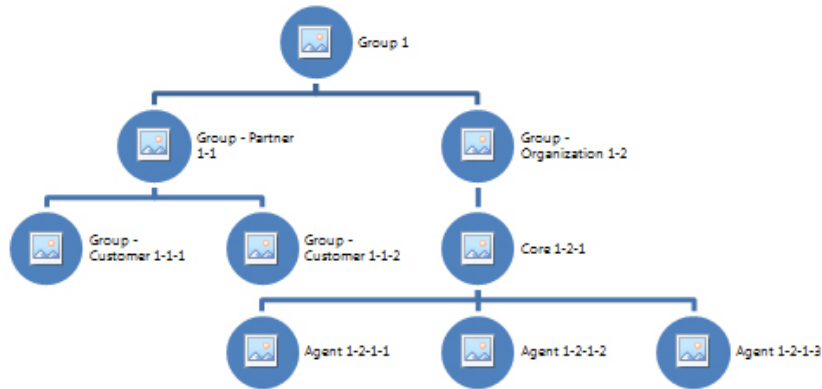 Group 1
Group - Partner
1-1
Group -
Organization 1-2
Group -
Customer 1-1-1
Group -
Customer 1-1-2
Core 1-2-1
Agent 1-2-1-1
Agent 1-2-1-2
Agent 1-2-1-3